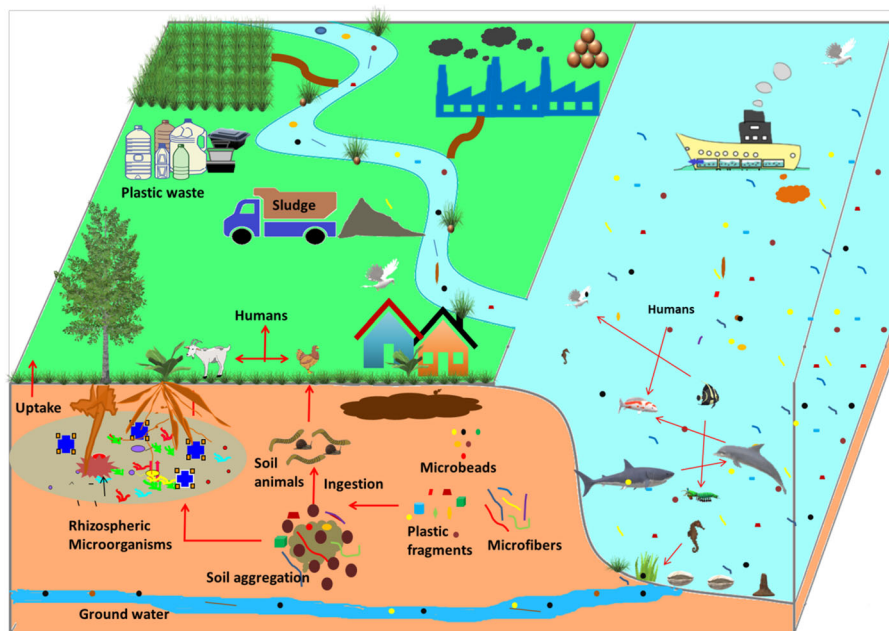 Plastic waste
Sludge
Humans
Humans
Uptake
Soil
animals
Microbeads
Ingestion
Rhizospheric
Microorganisms
Plastic
fragments
Microfibers
Soil aggregation
Ground water